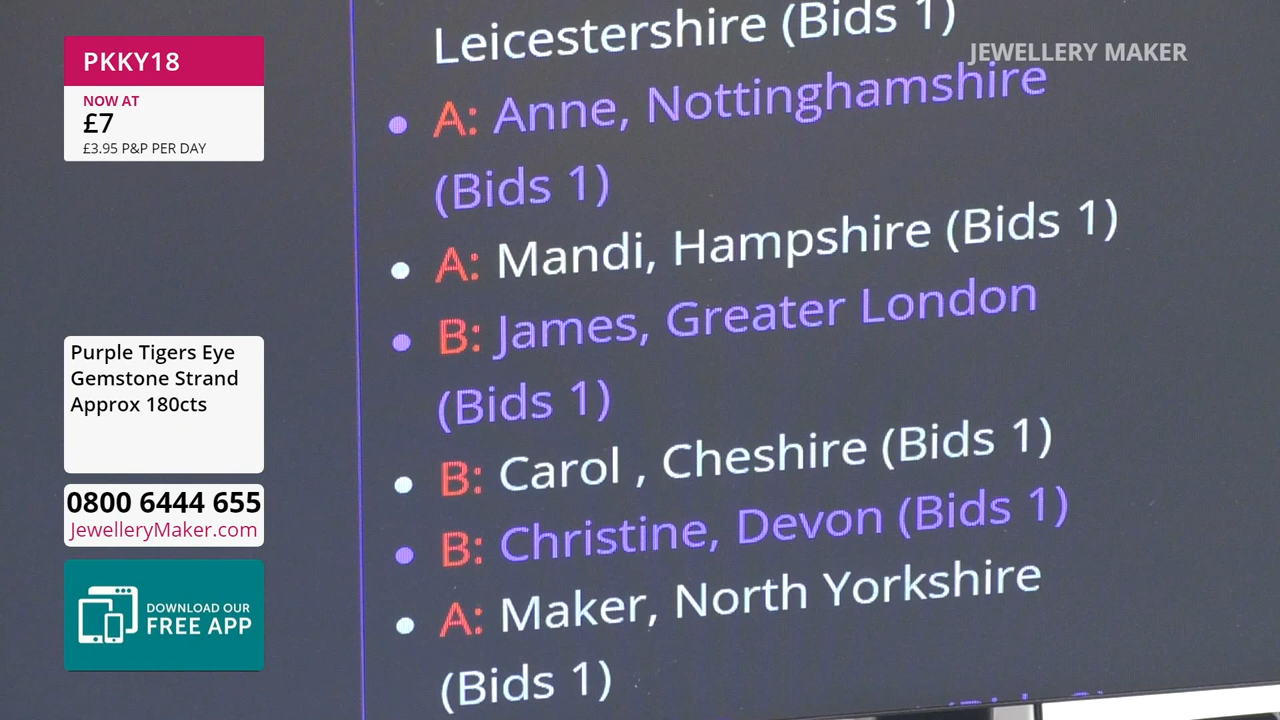 PKKY18
NOW AT
£7
£3.95 P&P PER DAY
Purple Tigers Eye
Gemstone Strand
Approx 180cts
0800 6444 655
JewelleryMaker.com
DOWNLOAD OUR
FREE APP
JEWELLERY MAKER
Leicestershire (Bids 1)
A: Anne, Nottinghamshire
(Bids 1)
A: Mandi, Hampshire (Bids 1)
B: James, Greater London
(Bids 1)
B: Carol , Cheshire (Bids 1)
B: Christine, Devon (Bids 1)
A: Maker, North Yorkshire
(Bids 1)